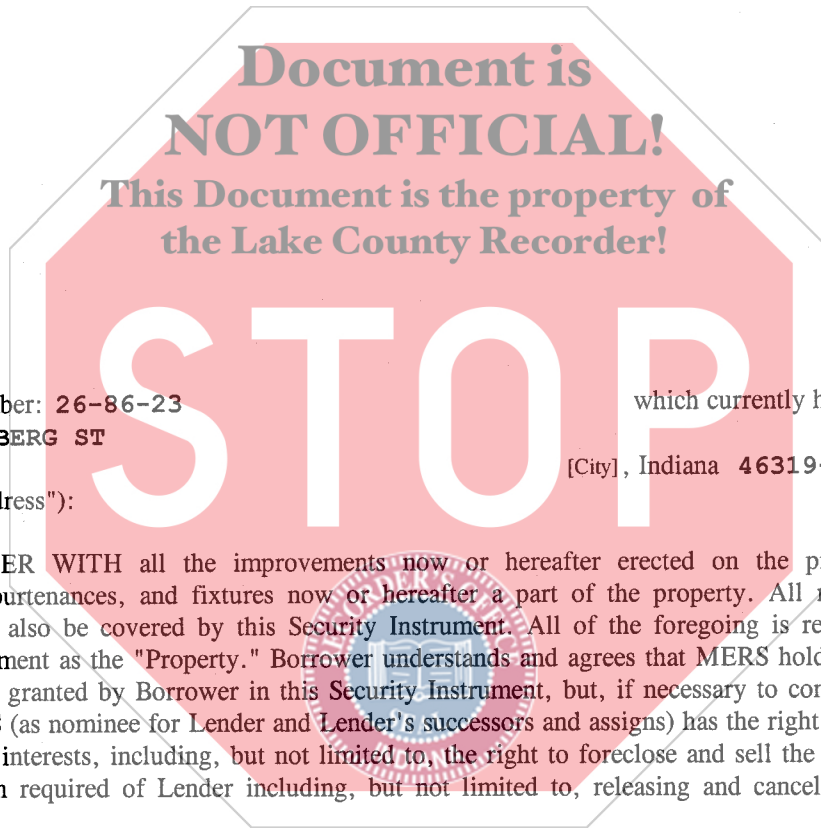 Document is
NOT OFFICIAL!
This Document is the property of
the Lake County Recorder!
STOP
ber: 26-86-23 which currently h
BERG ST
[City], Indiana 46319-
dress"):
ER WITH all the improvements now or hereafter erected on the p
urtenances, and fixtures now or hereafter a part of the property. All r
also be covered by this Security Instrument. All of the foregoing is re
ment as the "Property." Borrower understands and agrees that MERS hold
granted by Borrower in this Security Instrument, but, if necessary to con
(as nominee for Lender and Lender's successors and assigns) has the right
interests, including, but not limited to, the right to foreclose and sell the
n required of Lender including, but not limited to, releasing and cancel